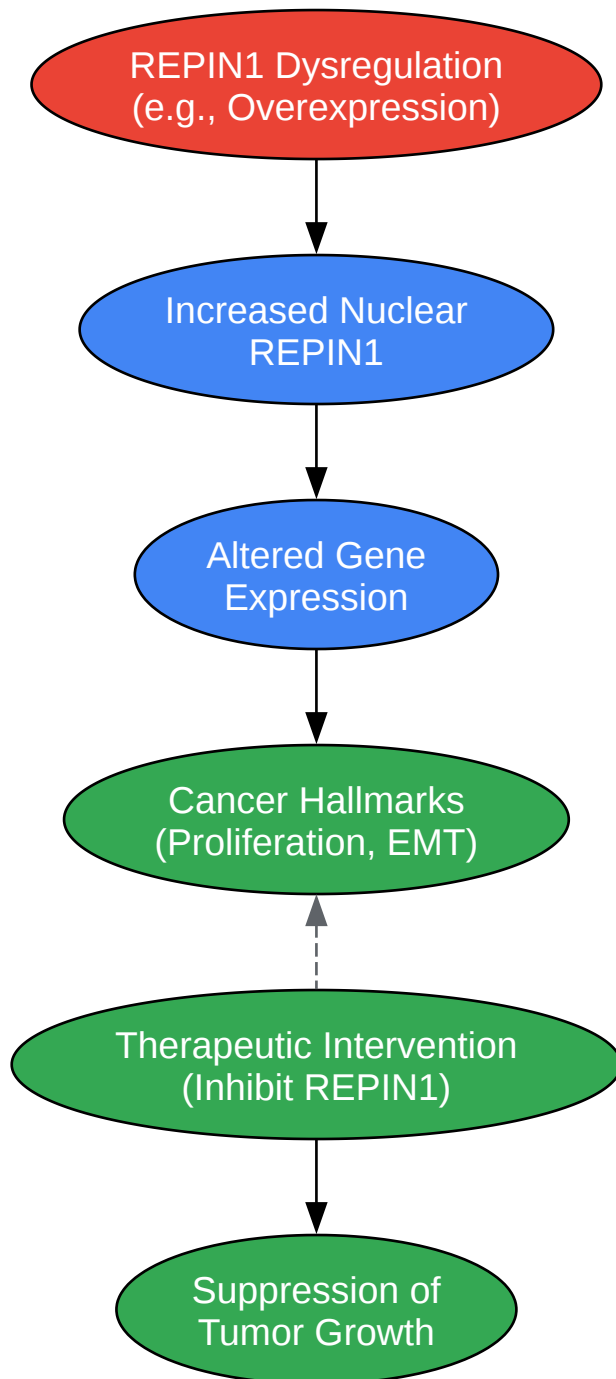 REPIN1 Dysregulation
(e.g., Overexpression)
Increased Nuclear
REPIN1
Altered Gene
Expression
Cancer Hallmarks
(Proliferation, EMT)
Therapeutic Intervention
(Inhibit REPIN1)
Suppression of
Tumor Growth